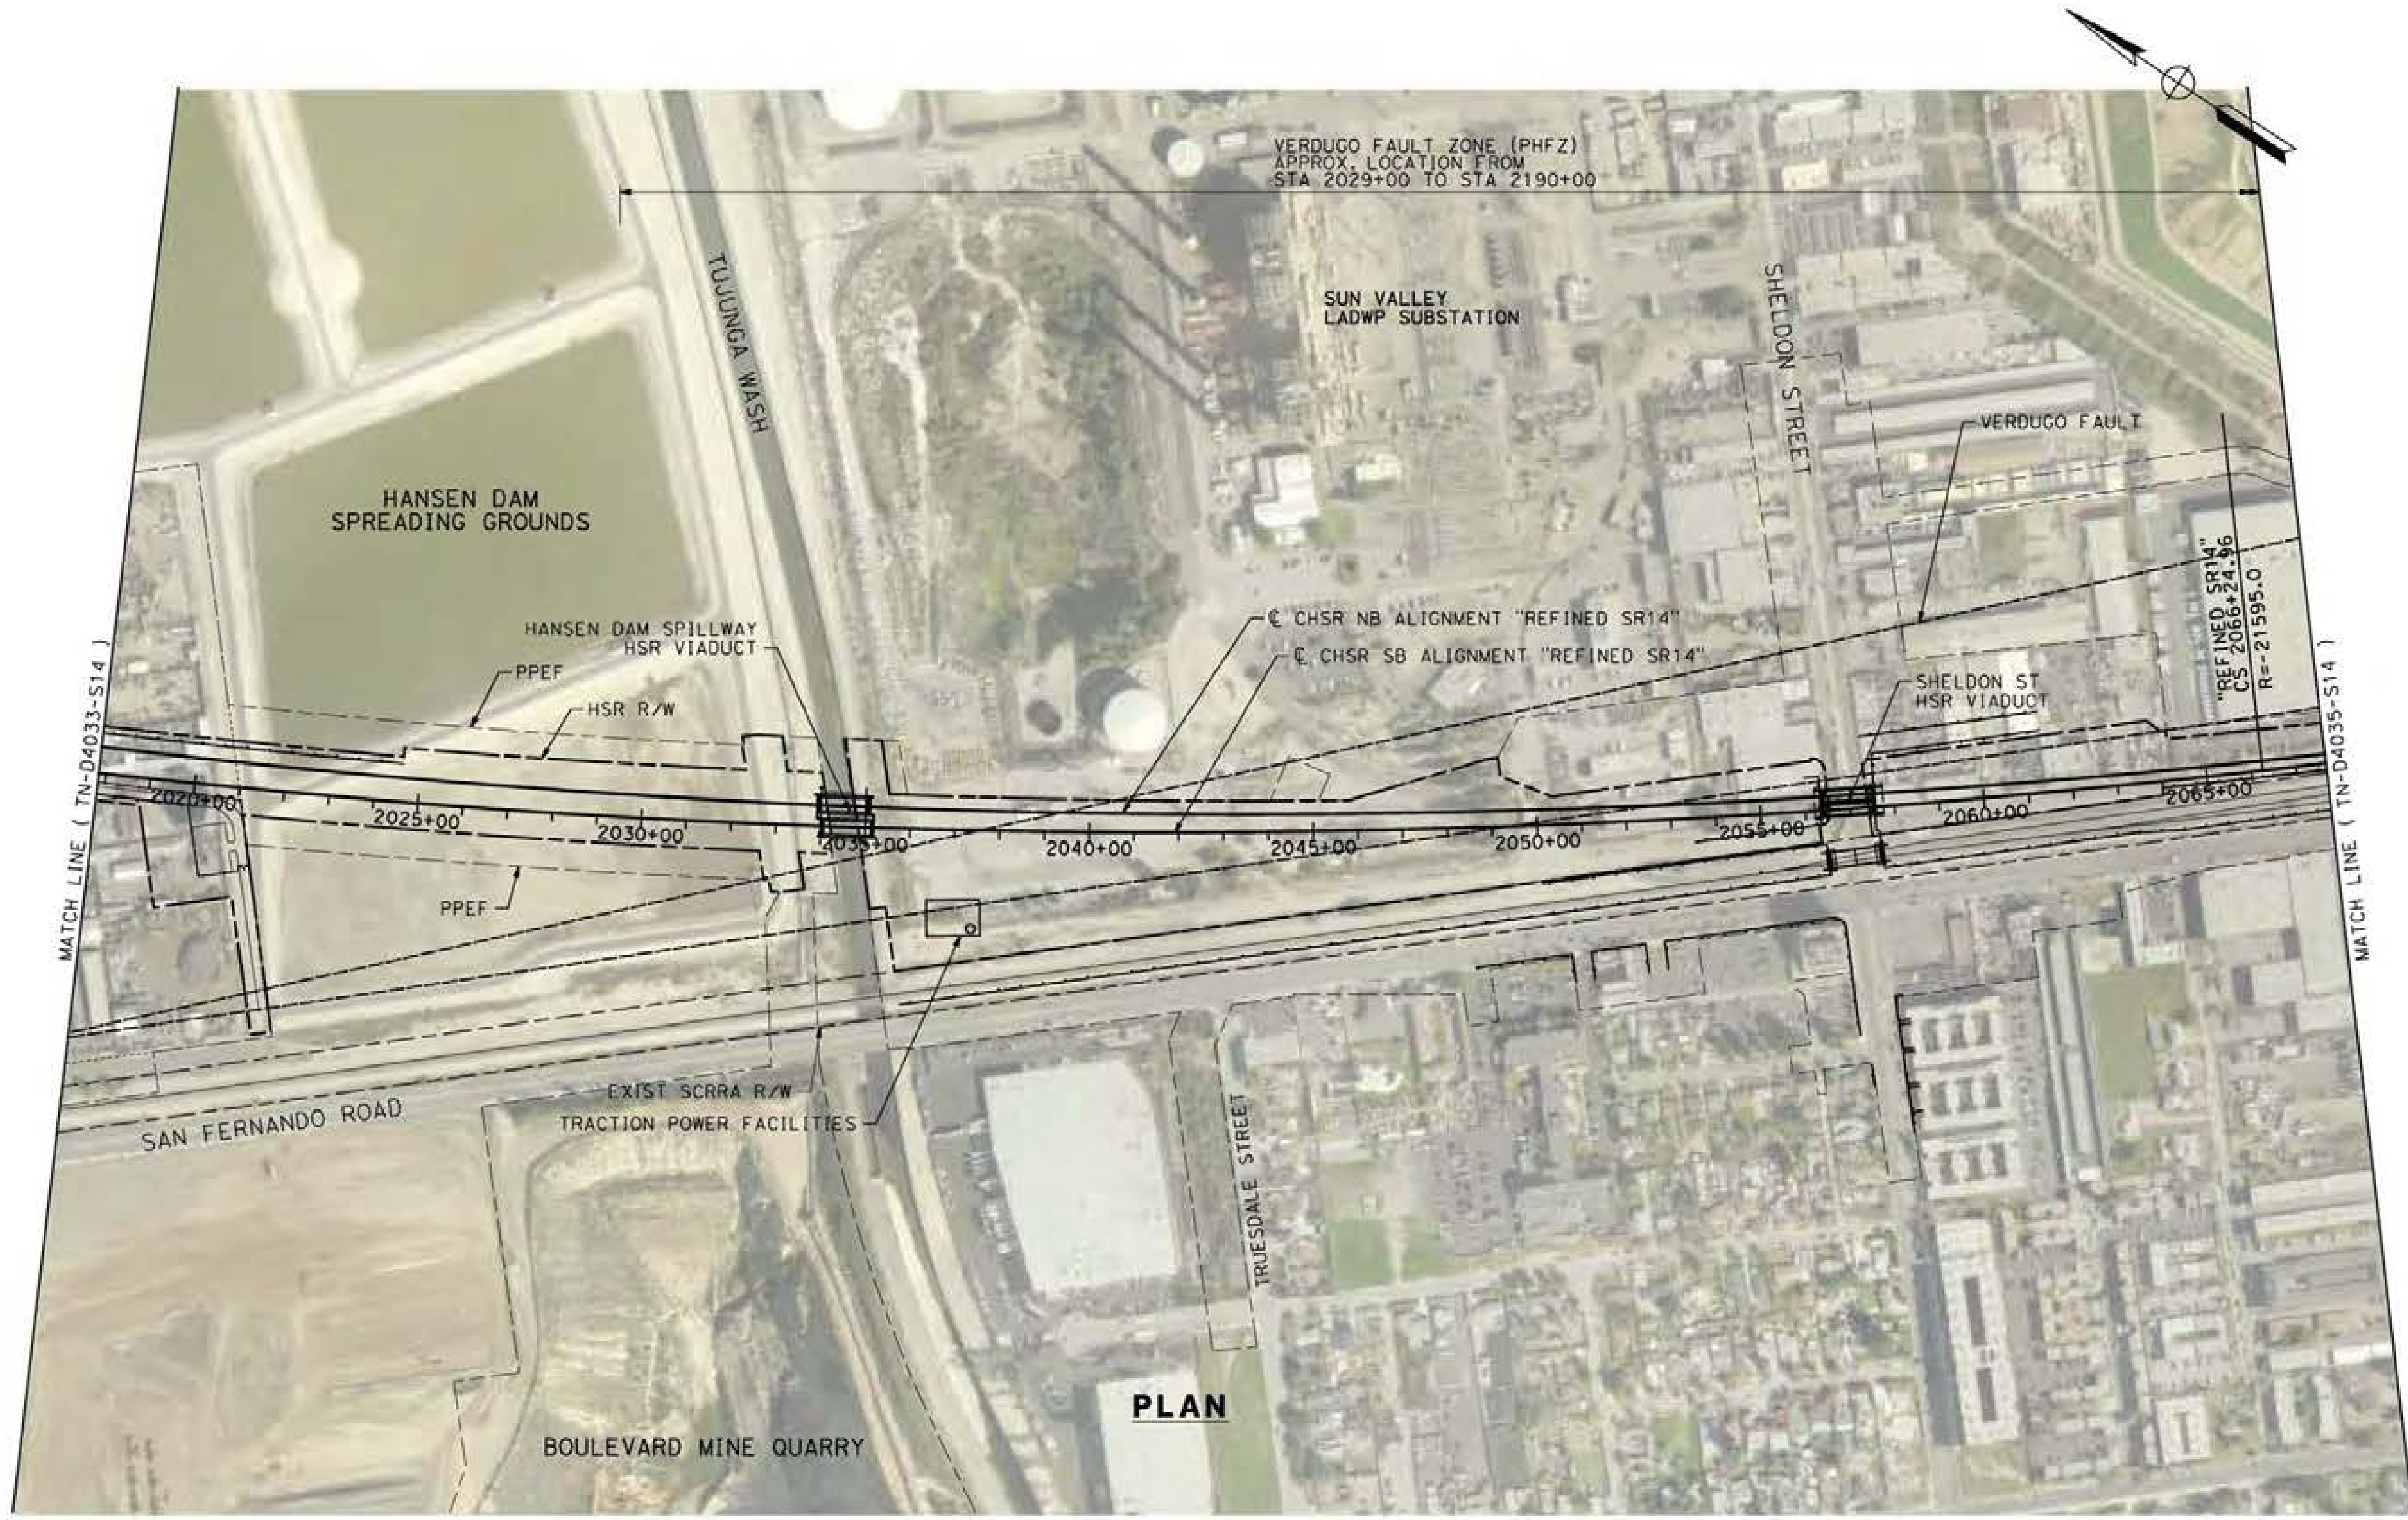 VERDUGO FAULT ZONE (PHFZ)
APPROX. LOCATION FROM
STA 2029+00 TO STA 2190+00
TUJUNGA WASH
SUN VALLEY
LADWP SUBSTATION
SHELDON STREET
VERDUGO FAULT
HANSEN DAM
SPREADING GROUNDS
"REFINED SR14"
CS 2066+24.96
R=-21595.0
HANSEN DAM SPILLWAY
HSR VIADUCT
℄ CHSR NB ALIGNMENT "REFINED SR14"
℄ CHSR SB ALIGNMENT "REFINED SR14"
PPEF
HSR R/W
SHELDON ST
HSR VIADUCT
MATCH LINE ( TN-D4033-S14 )
MATCH LINE ( TN-D4035-S14 )
2020+00
2025+00
2030+00
2035+00
2040+00
2045+00
2050+00
2055+00
2060+00
2065+00
PPEF
EXIST SCRRA R/W
TRACTION POWER FACILITIES
SAN FERNANDO ROAD
TRUESDALE STREET
PLAN
BOULEVARD MINE QUARRY